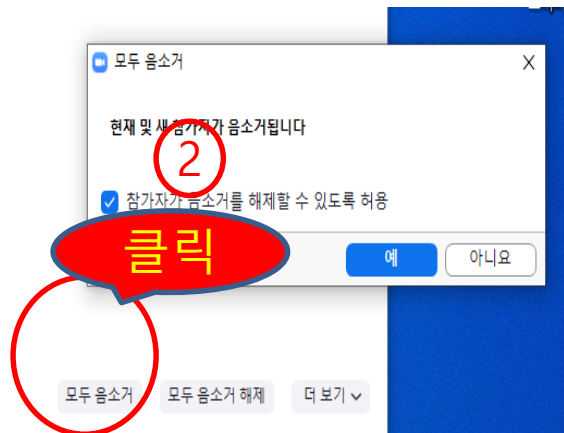 모두 음소거
X
현재 및 새 참가자가 음소거됩니다
2
참가자가 음소거를 해제할 수 있도록 허용
클릭
예
아니요
모두 음소거
모두 음소거 해제
더 보기